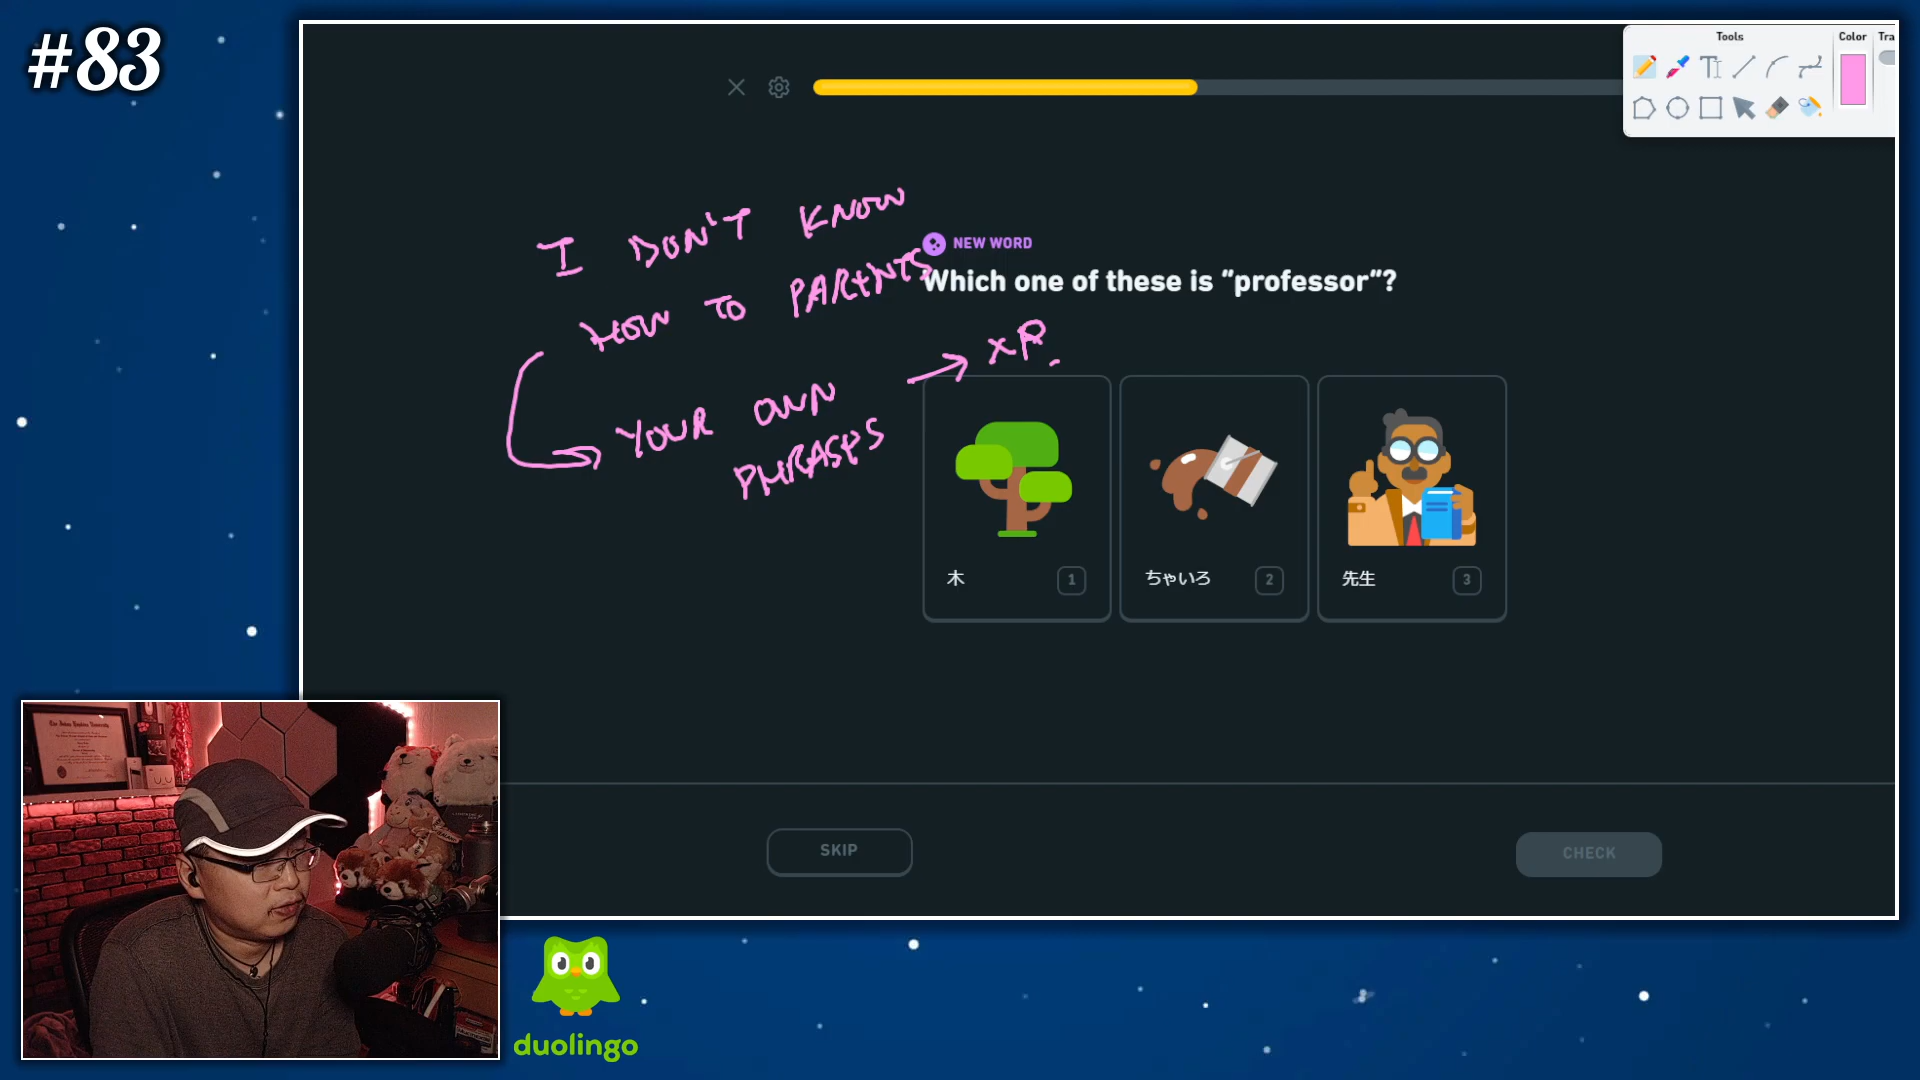 #83
Tools
Color
Tra
NEW WORD
Which one of these is “professor”?
I DON'T KNOW
HOW TO PARENTS
YOUR OWN → XP.
PHRASES
木
1
ちゃいろ
2
先生
3
SKIP
CHECK
duolingo